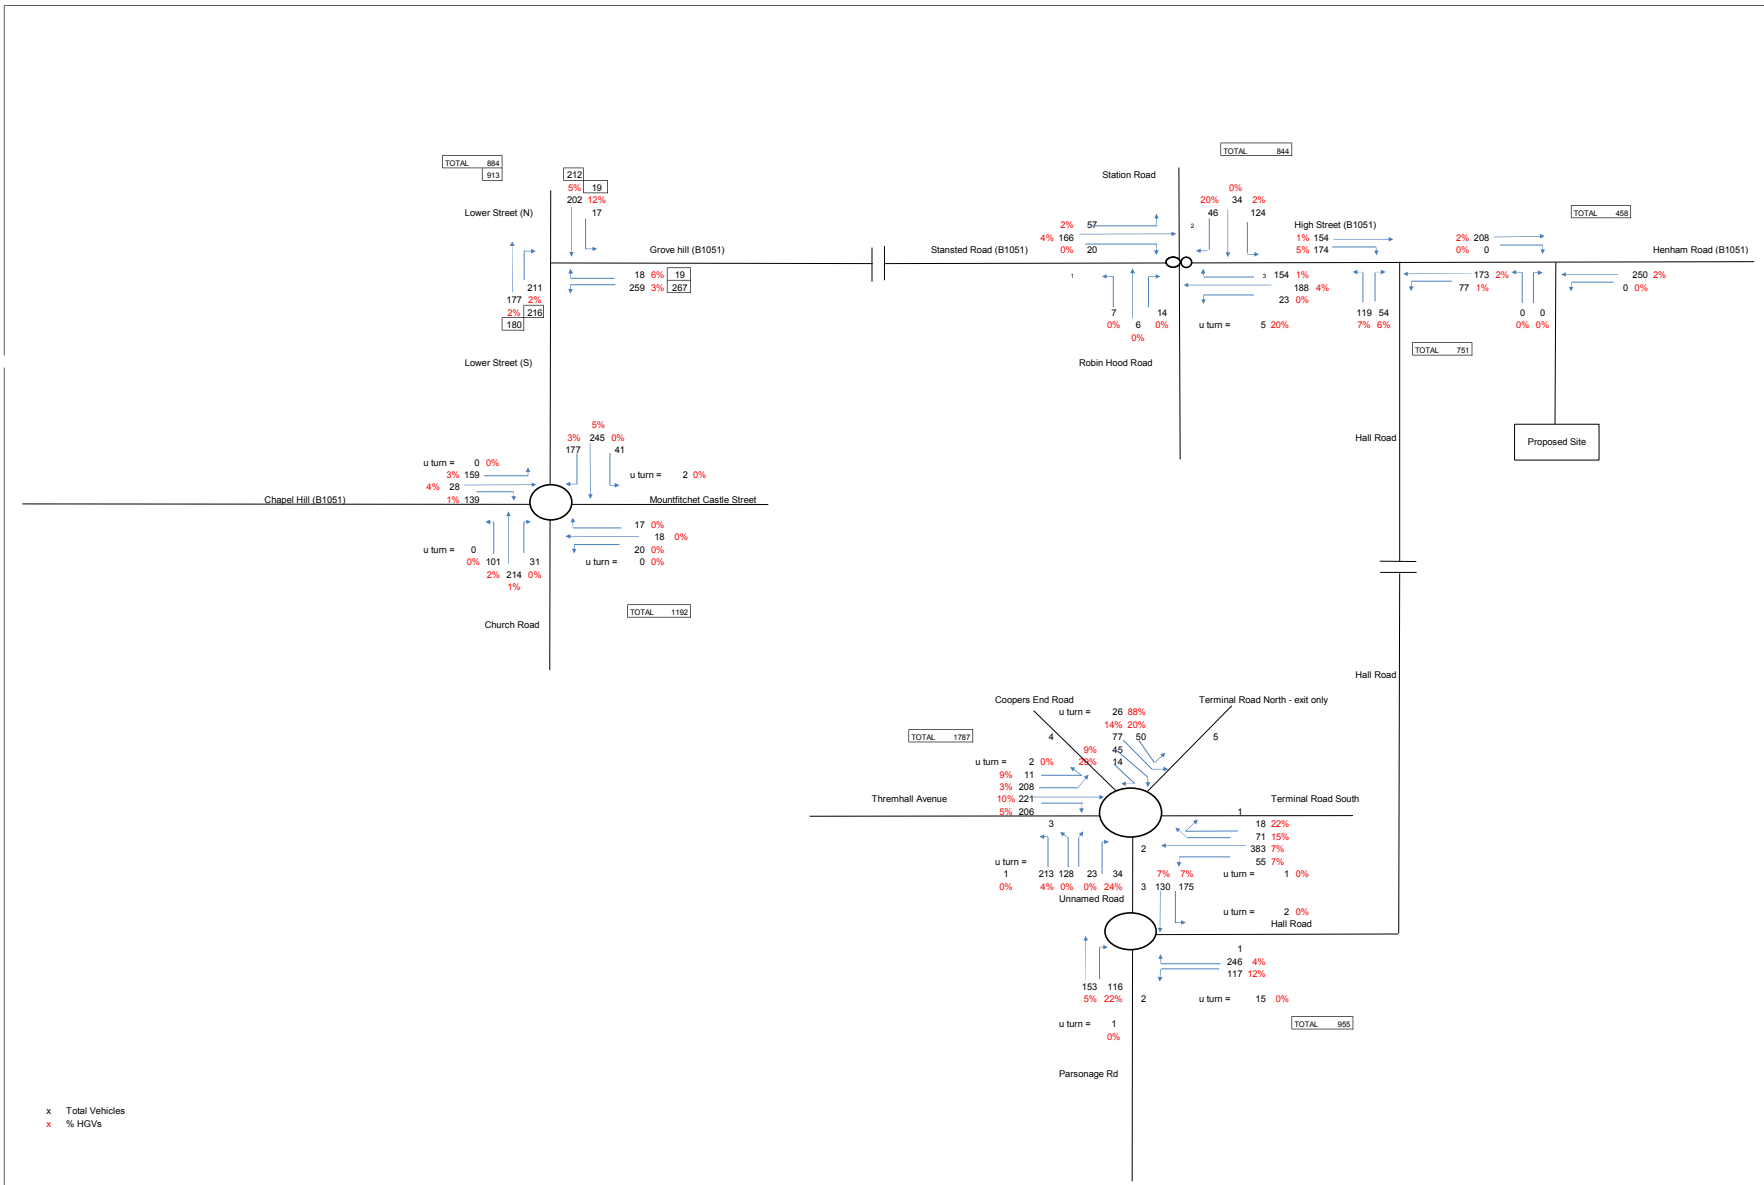 TOTAL 884
913
212
5% 19
202 12%
17
Lower Street (N)
Grove hill (B1051)
211
177 2%
2% 216
180
18 6% 19
259 3% 267
Lower Street (S)
TOTAL 844
Station Road
0%
20% 34 2%
46 124
2
2% 57
4% 166
0% 20
Stansted Road (B1051)
1
High Street (B1051)
1% 154
5% 174
3 154 1%
188 4%
23 0%
u turn = 5 20%
7 14
0% 6 0%
0%
Robin Hood Road
119 54
7% 6%
TOTAL 458
2% 208
0% 0
Henham Road (B1051)
173 2%
77 1%
0 0
0% 0%
250 2%
0 0%
TOTAL 751
Hall Road
Proposed Site
5%
3% 245 0%
177 41
u turn = 0 0%
3% 159
4% 28
1% 139
Chapel Hill (B1051)
u turn = 2 0%
Mountfitchet Castle Street
17 0%
18 0%
20 0%
u turn = 0 0%
u turn = 0
0% 101 31
2% 214 0%
1%
TOTAL 1192
Church Road
Hall Road
Coopers End Road
Terminal Road North - exit only
u turn = 26 88%
14% 20%
77 50
9% 45
29% 14
4
5
TOTAL 1787
u turn = 2 0%
9% 11
3% 208
10% 221
5% 206
Thremhall Avenue
3
Terminal Road South
1
18 22%
71 15%
383 7%
55 7%
u turn = 1 0%
2
u turn =
1 213 128 23 34
0% 4% 0% 0% 24%
Unnamed Road
7% 7%
3 130 175
u turn = 2 0%
Hall Road
1
246 4%
117 12%
u turn = 15 0%
153 116
5% 22% 2
u turn = 1
0%
TOTAL 955
Parsonage Rd
x Total Vehicles
x % HGVs